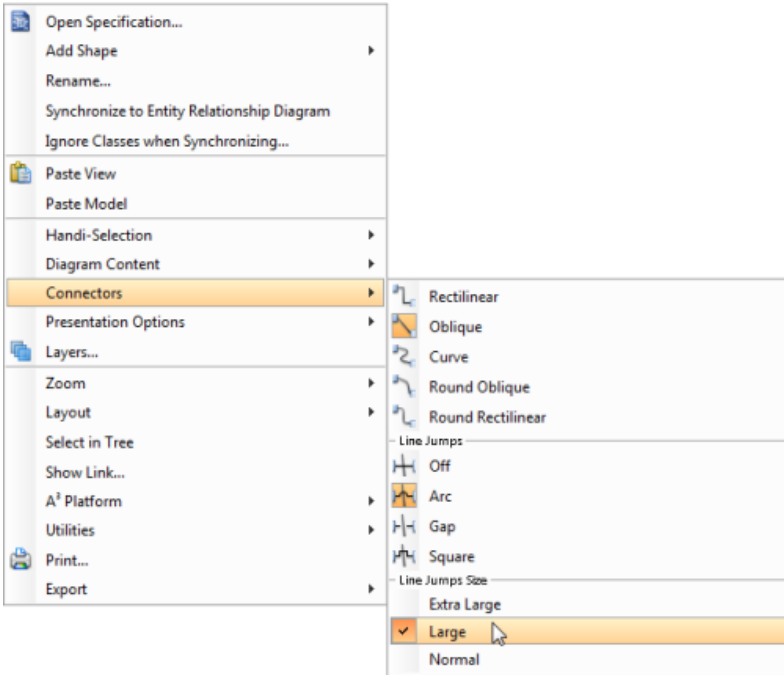 Open Specification...
Add Shape
Rename...
Synchronize to Entity Relationship Diagram
Ignore Classes when Synchronizing...
Paste View
Paste Model
Handi-Selection
Diagram Content
Connectors
Presentation Options
Layers...
Zoom
Layout
Select in Tree
Show Link...
A³ Platform
Utilities
Print...
Export
Rectilinear
Oblique
Curve
Round Oblique
Round Rectilinear
Line Jumps
Off
Arc
Gap
Square
Line Jumps Size
Extra Large
Large
Normal